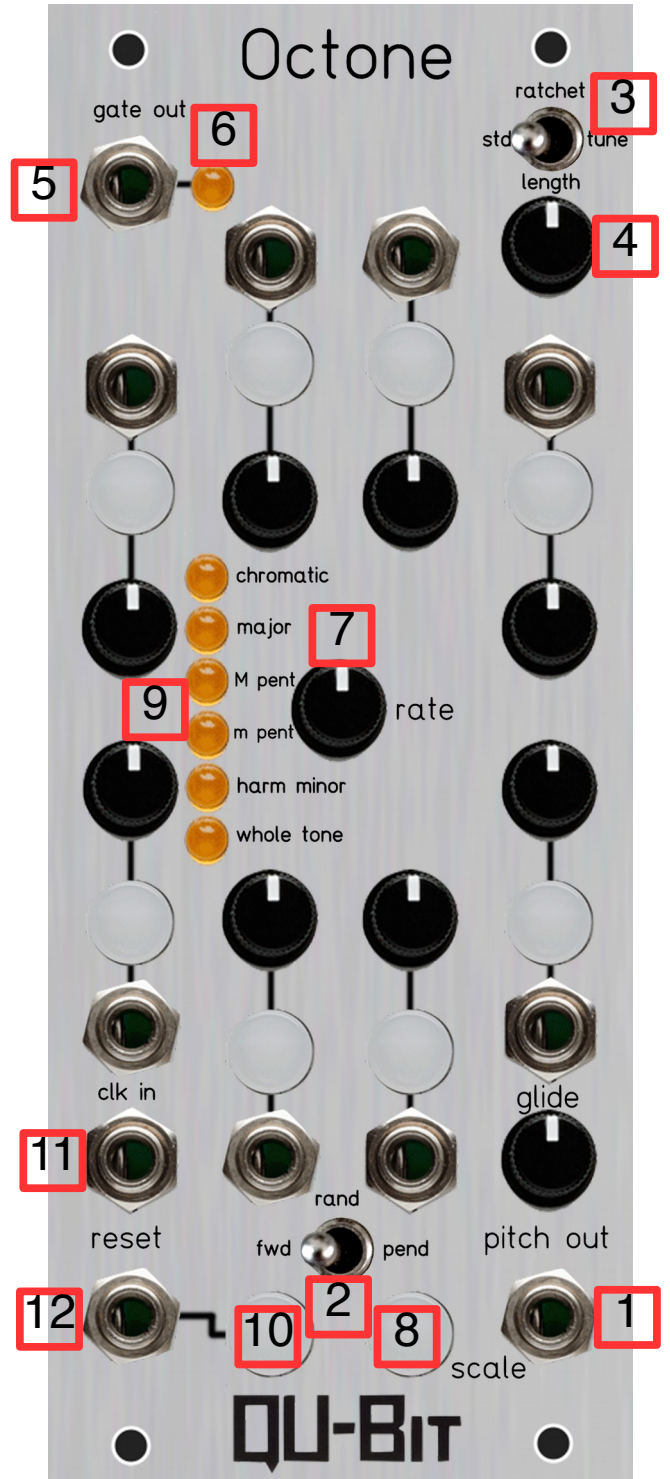 Octone
ratchet
3
gate out
6
std
tune
5
length
4
chromatic
major
7
M pent
9
rate
m pent
harm minor
whole tone
clk in
glide
11
rand
reset
fwd
pend
pitch out
12
2
10
8
1
scale
QU-BIT